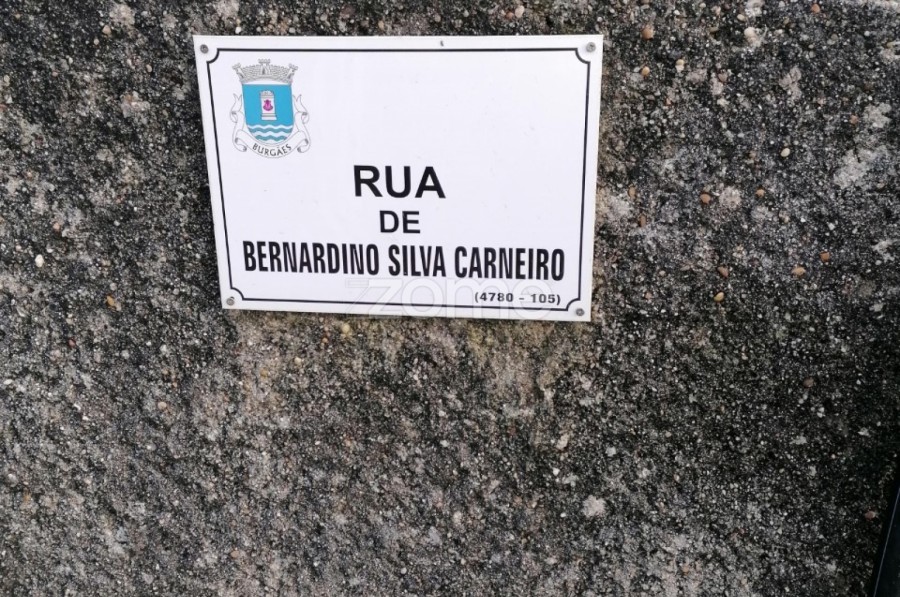 BURGÃES
RUA
DE
BERNARDINO SILVA CARNEIRO
(4780 - 105)
zome